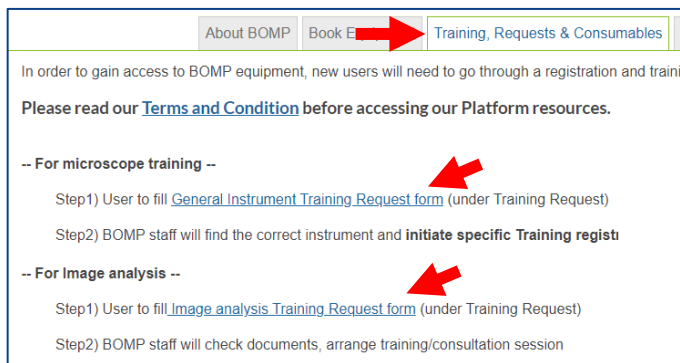 About BOMP Book E Training, Requests & Consumables
In order to gain access to BOMP equipment, new users will need to go through a registration and traini
Please read our Terms and Condition before accessing our Platform resources.
-- For microscope training --
Step1) User to fill General Instrument Training Request form (under Training Request)
Step2) BOMP staff will find the correct instrument and initiate specific Training regist
-- For Image analysis --
Step1) User to fill Image analysis Training Request form (under Training Request)
Step2) BOMP staff will check documents, arrange training/consultation session